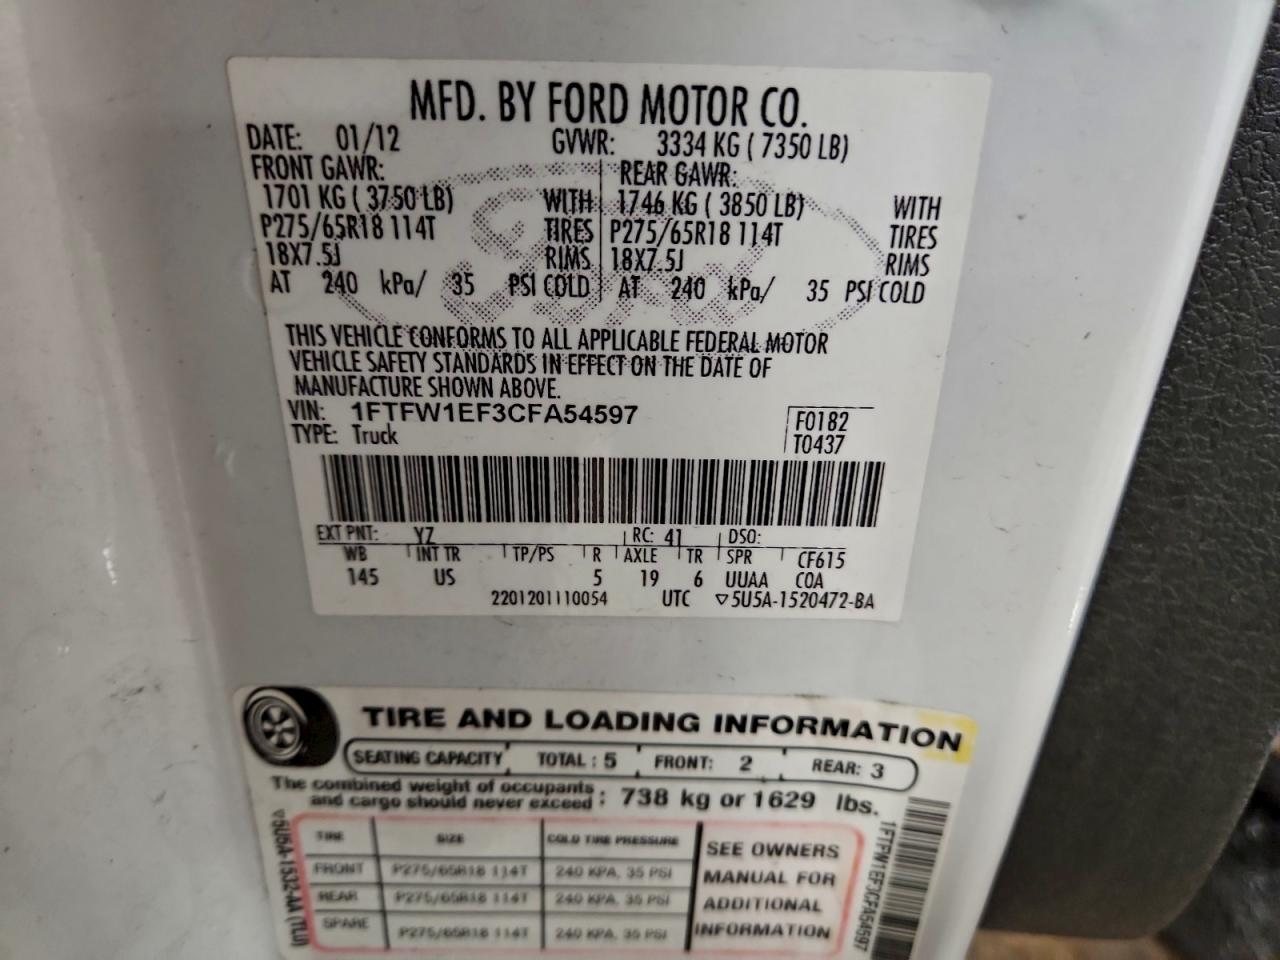 MFD. BY FORD MOTOR CO.
DATE: 01/12 GVWR: 3334 KG ( 7350 LB)
FRONT GAWR: REAR GAWR:
1701 KG ( 3750 LB) WITH 1746 KG ( 3850 LB) WITH
P275/65R18 114T TIRES P275/65R18 114T TIRES
18X7.5J RIMS 18X7.5J RIMS
AT 240 kPa/ 35 PSI COLD AT 240 kPa/ 35 PSI COLD
THIS VEHICLE CONFORMS TO ALL APPLICABLE FEDERAL MOTOR
VEHICLE SAFETY STANDARDS IN EFFECT ON THE DATE OF
MANUFACTURE SHOWN ABOVE.
VIN: 1FTFW1EF3CFA54597 F0182
TYPE: Truck T0437
EXT PNT: YZ RC: 41 DSO:
WB INT TR TP/PS R AXLE TR SPR CF615
145 US 5 19 6 UUAA COA
2201201110054 UTC ▽5U5A-1520472-BA
TIRE AND LOADING INFORMATION
SEATING CAPACITY TOTAL : 5 FRONT: 2 REAR: 3
The combined weight of occupants
and cargo should never exceed : 738 kg or 1629 lbs.
TIRE SIZE COLD TIRE PRESSURE
FRONT P275/65R18 114T 240 KPA, 35 PSI
REAR P275/65R18 114T 240 KPA, 35 PSI
SPARE P275/65R18 114T 240 KPA, 35 PSI
SEE OWNERS
MANUAL FOR
ADDITIONAL
INFORMATION
▽5U5A-1532-AA (TLU)
1FTFW1EF3CFA54597